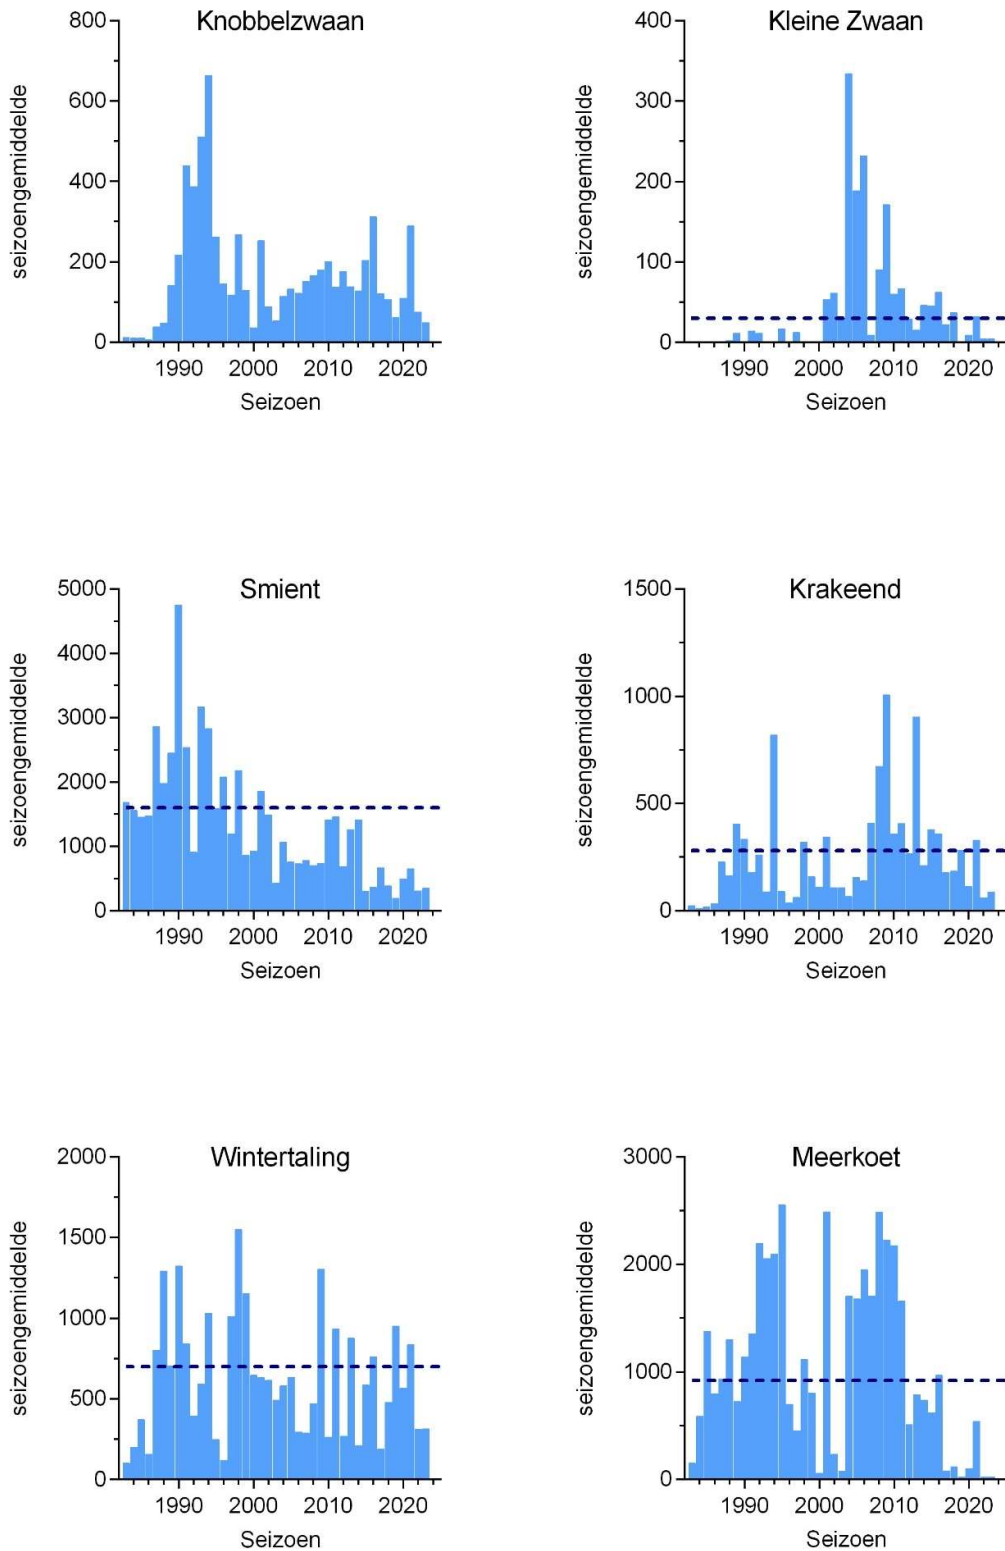 Knobbelzwaan
seizoengemiddelde
800
600
400
200
0
1990 2000 2010 2020
Seizoen
Kleine Zwaan
seizoengemiddelde
400
300
200
100
0
1990 2000 2010 2020
Seizoen
Smient
seizoengemiddelde
5000
4000
3000
2000
1000
0
1990 2000 2010 2020
Seizoen
Krakeend
seizoengemiddelde
1500
1000
500
0
1990 2000 2010 2020
Seizoen
Wintertaling
seizoengemiddelde
2000
1500
1000
500
0
1990 2000 2010 2020
Seizoen
Meerkoet
seizoengemiddelde
3000
2000
1000
0
1990 2000 2010 2020
Seizoen